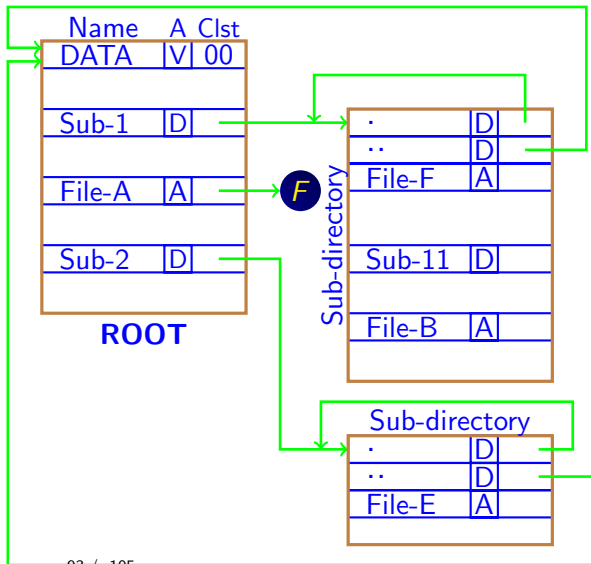 Name A Clst
DATA V 00
Sub-1 D
File-A A
F
Sub-2 D
ROOT
Sub-directory
. D
.. D
File-F A
Sub-11 D
File-B A
Sub-directory
. D
.. D
File-E A